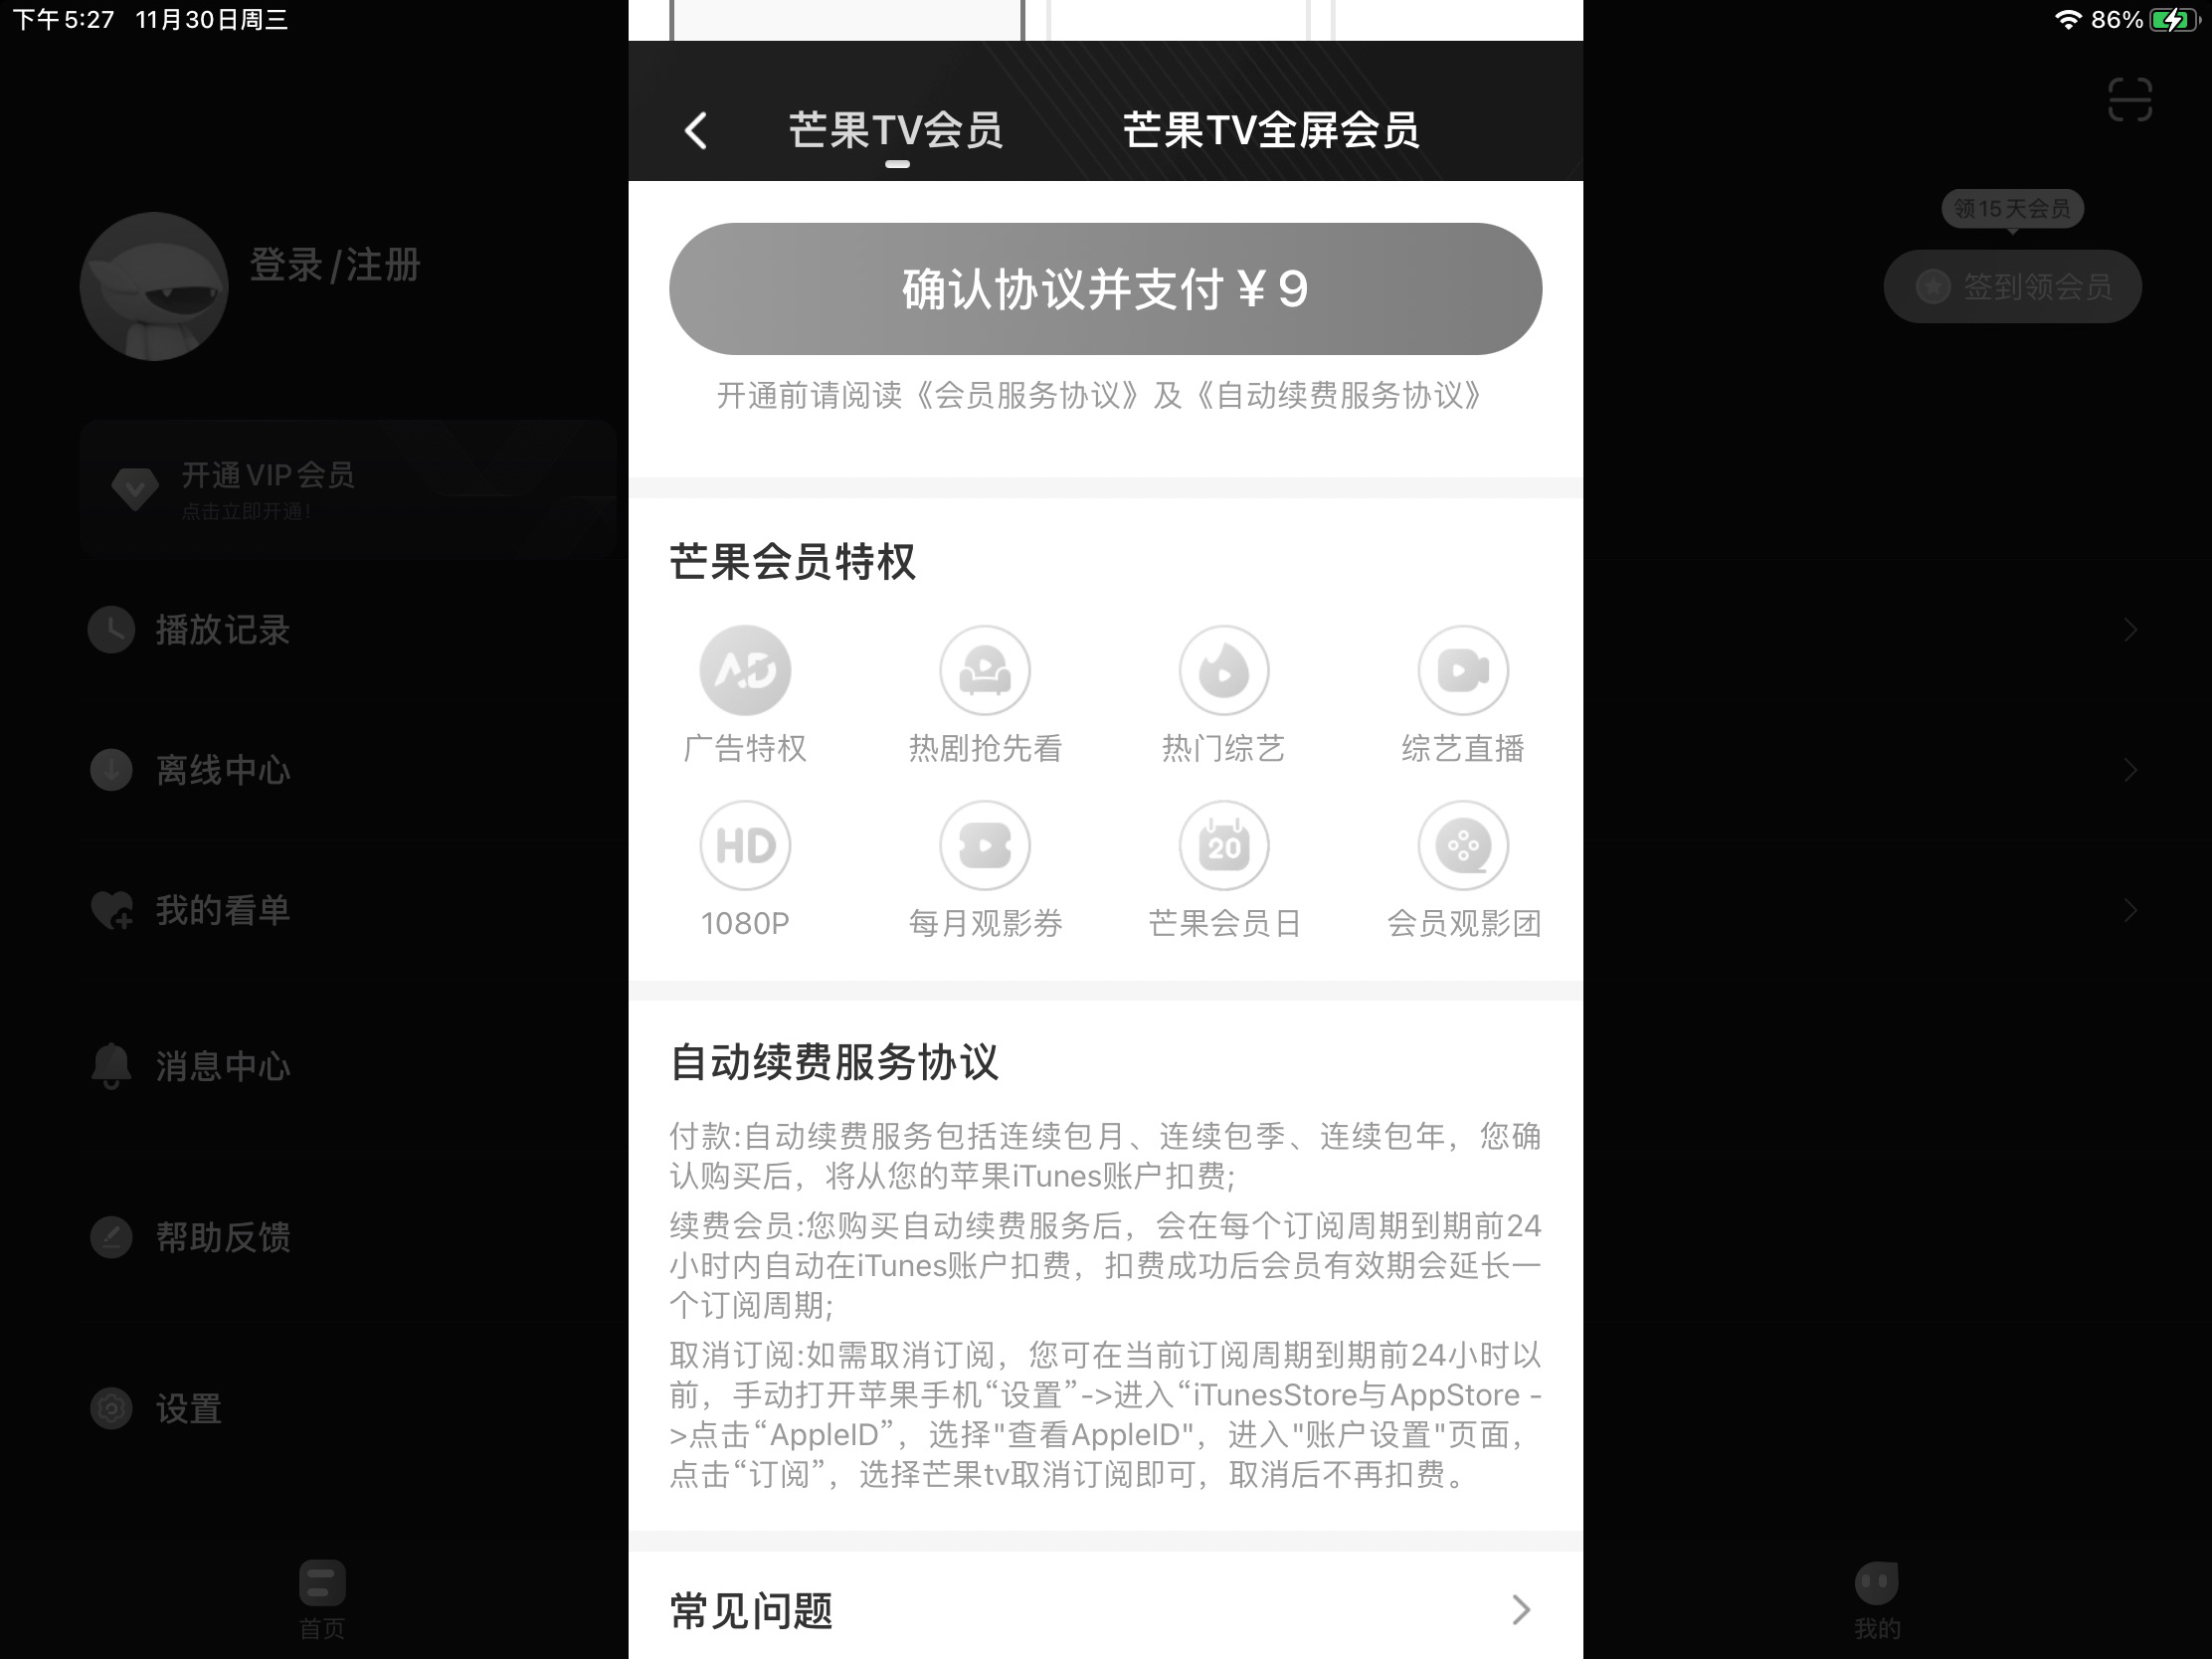 下午5:27 11月30日周三
86%
芒果TV会员 芒果TV全屏会员
领15天会员
登录/注册
签到领会员
确认协议并支付¥9
开通前请阅读《会员服务协议》及《自动续费服务协议》
开通VIP会员
点击立即开通!
芒果会员特权
播放记录
AD
广告特权 热剧抢先看 热门综艺 综艺直播
离线中心
HD 20
1080P 每月观影券 芒果会员日 会员观影团
我的看单
自动续费服务协议
消息中心
付款:自动续费服务包括连续包月、连续包季、连续包年，您确
认购买后，将从您的苹果iTunes账户扣费;
续费会员:您购买自动续费服务后，会在每个订阅周期到期前24
小时内自动在iTunes账户扣费，扣费成功后会员有效期会延长一
个订阅周期;
帮助反馈
取消订阅:如需取消订阅，您可在当前订阅周期到期前24小时以
前，手动打开苹果手机“设置”->进入“iTunesStore与AppStore -
>点击“AppleID”，选择"查看AppleID"，进入"账户设置"页面，
点击“订阅”，选择芒果tv取消订阅即可，取消后不再扣费。
设置
常见问题
首页
我的